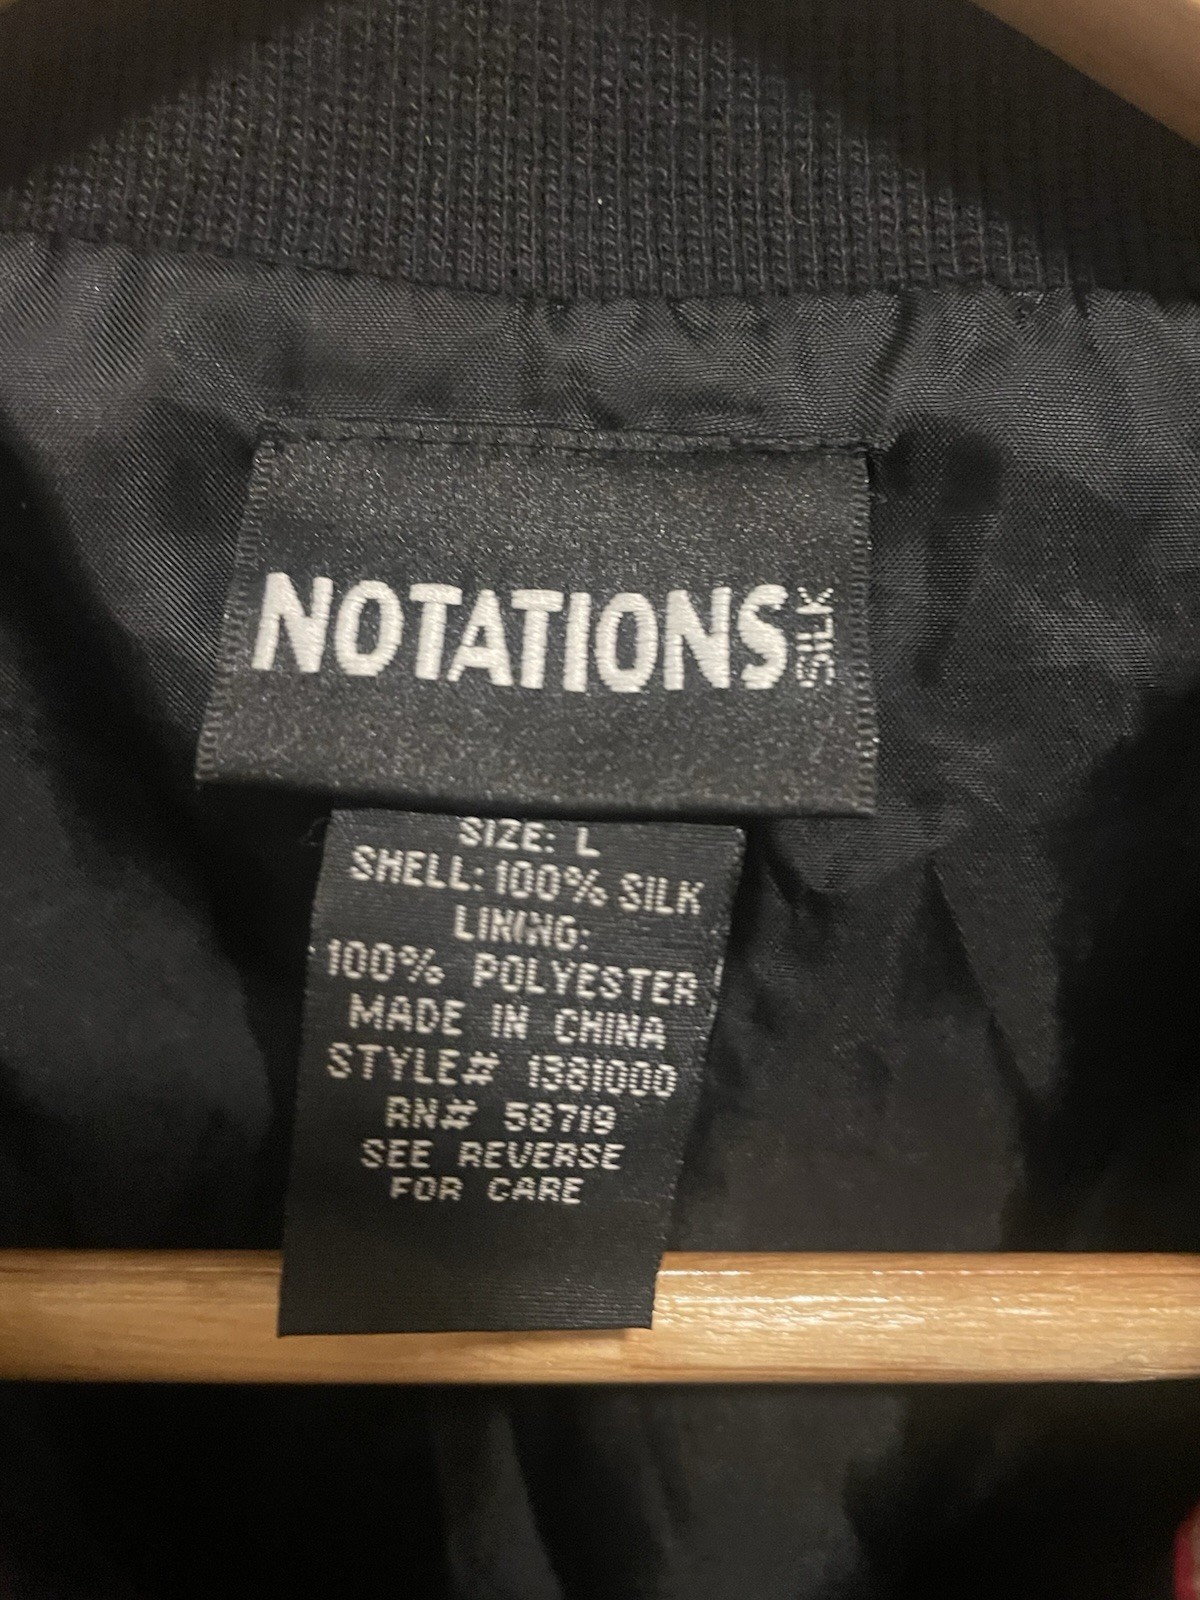 NOTATIONS SILK
SIZE: L
SHELL: 100% SILK
LINING:
100% POLYESTER
MADE IN CHINA
STYLE# 1381000
RN# 58719
SEE REVERSE
FOR CARE